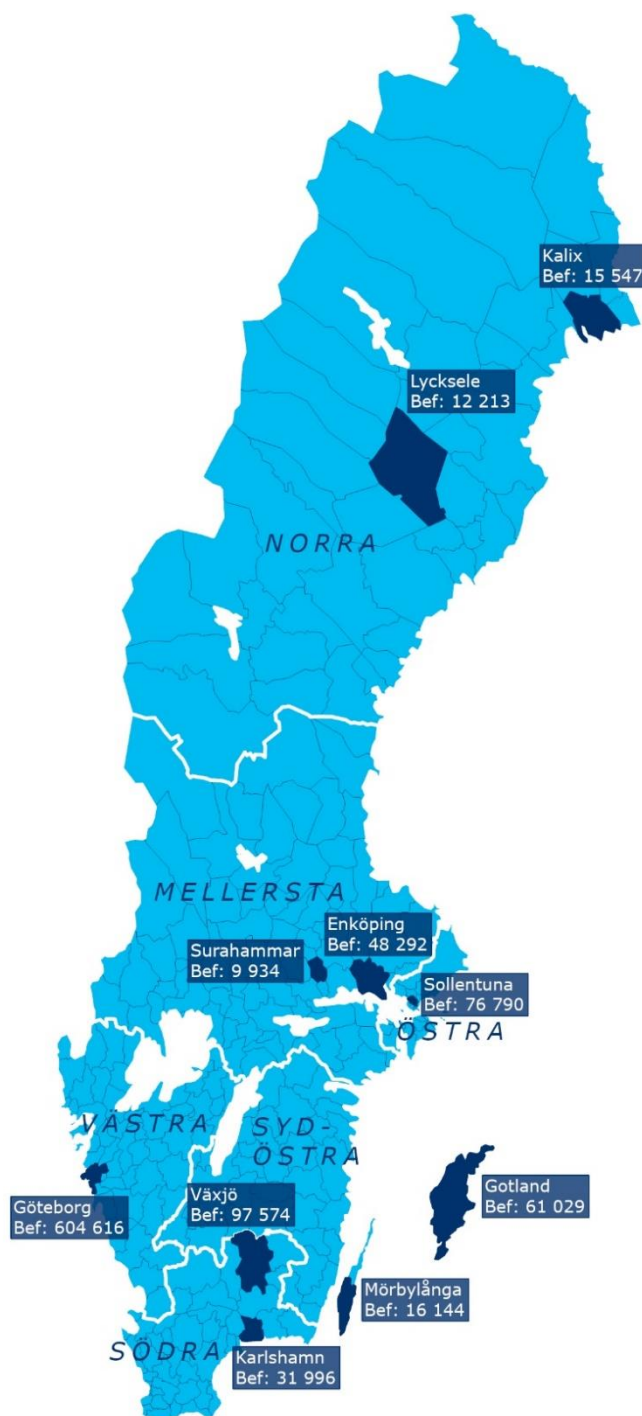 Kalix
Bef: 15 547
Lycksele
Bef: 12 213
NORRA
MELLERSTA
Enköping
Bef: 48 292
Surahammar
Bef: 9 934
Sollentuna
Bef: 76 790
ÖSTRA
VÄSTRA
SYD-
ÖSTRA
Göteborg
Bef: 604 616
Växjö
Bef: 97 574
Gotland
Bef: 61 029
Mörbylånga
Bef: 16 144
SÖDRA
Karlshamn
Bef: 31 996